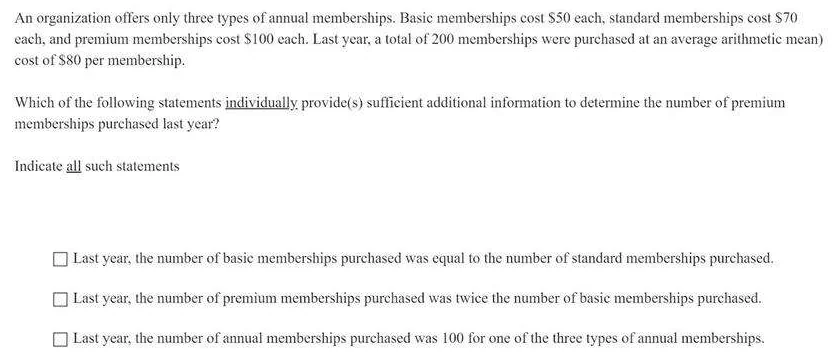 An organization offers only three types of annual memberships. Basic memberships cost $50 each, standard memberships cost $70
each, and premium memberships cost $100 each. Last year, a total of 200 memberships were purchased at an average arithmetic mean)
cost of $80 per membership.
Which of the following statements individually provide(s) sufficient additional information to determine the number of premium
memberships purchased last year?
Indicate all such statements
Last year, the number of basic memberships purchased was equal to the number of standard memberships purchased.
Last year, the number of premium memberships purchased was twice the number of basic memberships purchased.
Last year, the number of annual memberships purchased was 100 for one of the three types of annual memberships.